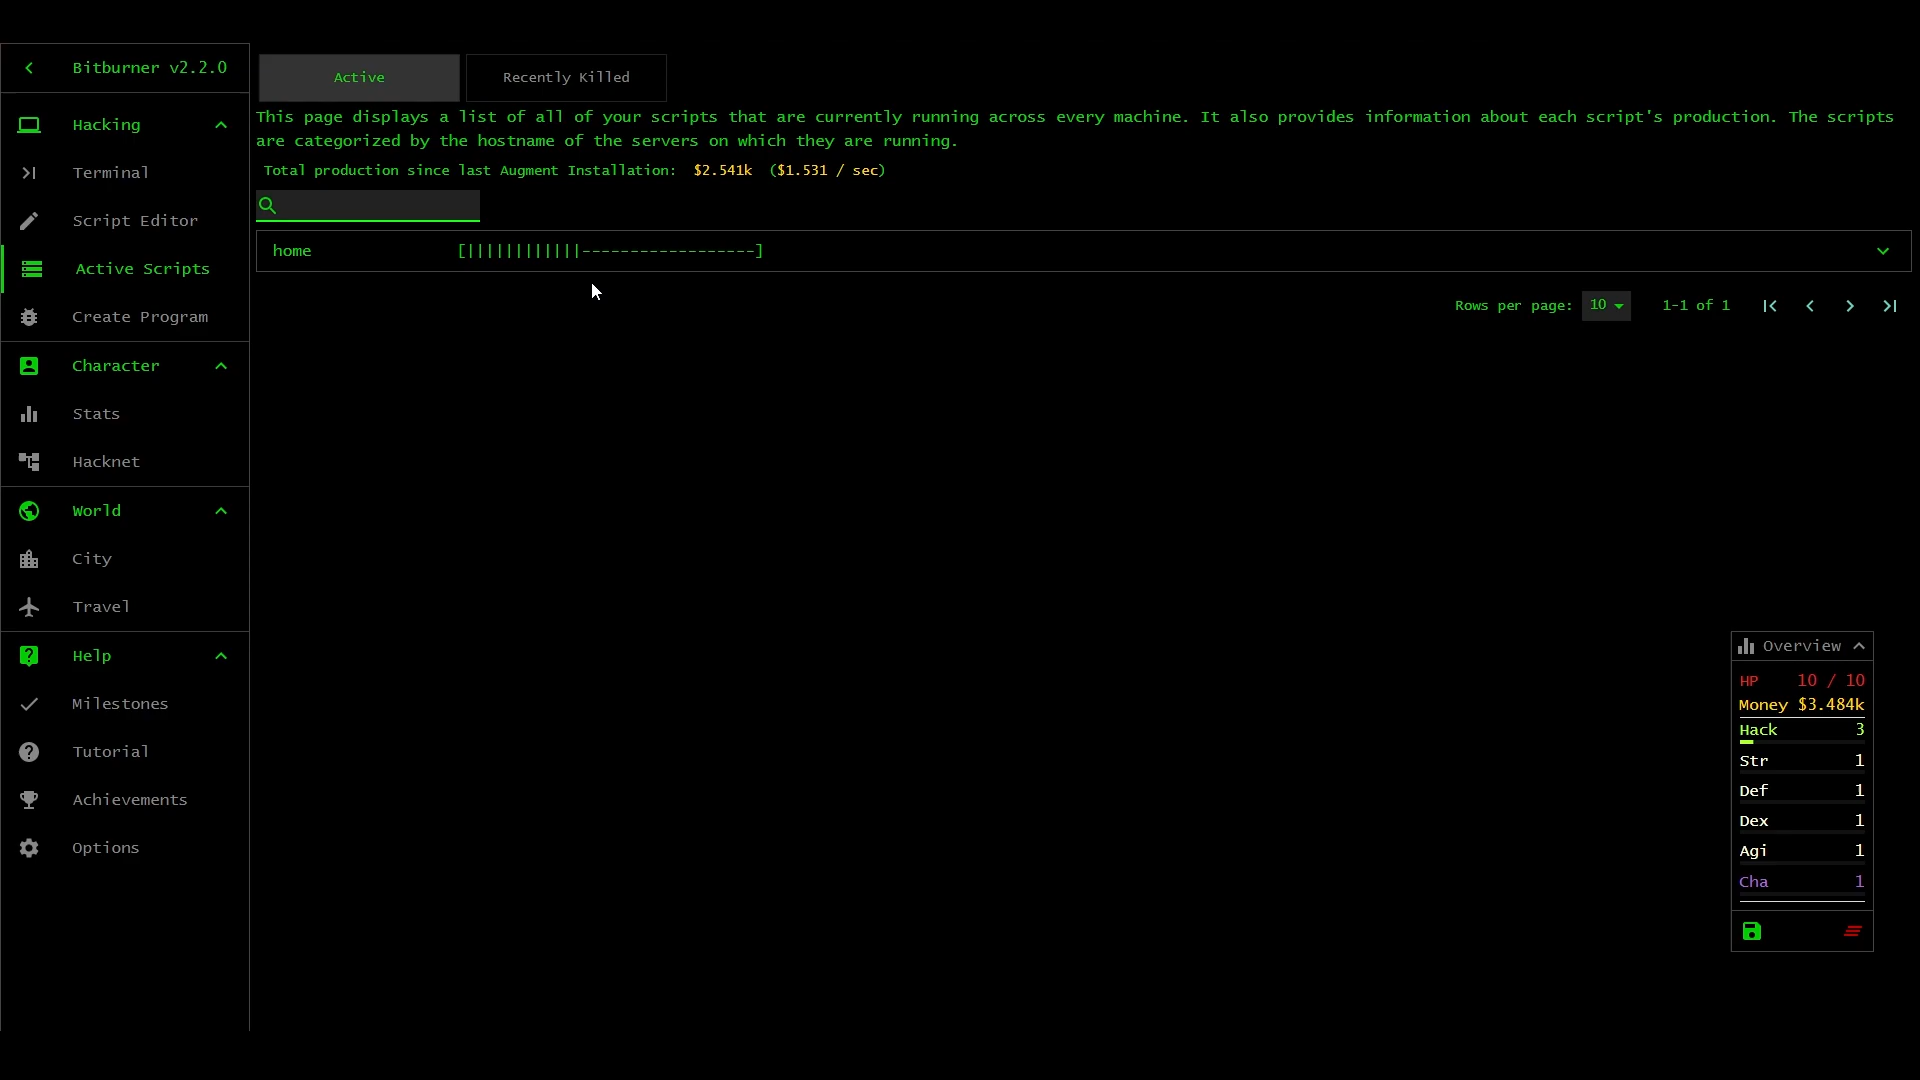 Bitburner v2.2.0
Hacking
Terminal
Script Editor
Active Scripts
Create Program
Character
Stats
Hacknet
World
City
Travel
Help
Milestones
Tutorial
Achievements
Options
Active
Recently Killed
This page displays a list of all of your scripts that are currently running across every machine. It also provides information about each script's production. The scripts
are categorized by the hostname of the servers on which they are running.
Total production since last Augment Installation: $2.541k ($1.531 / sec)
home [||||||||||||------------------]
Rows per page: 10 1-1 of 1
Overview
HP 10 / 10
Money $3.484k
Hack 3
Str 1
Def 1
Dex 1
Agi 1
Cha 1